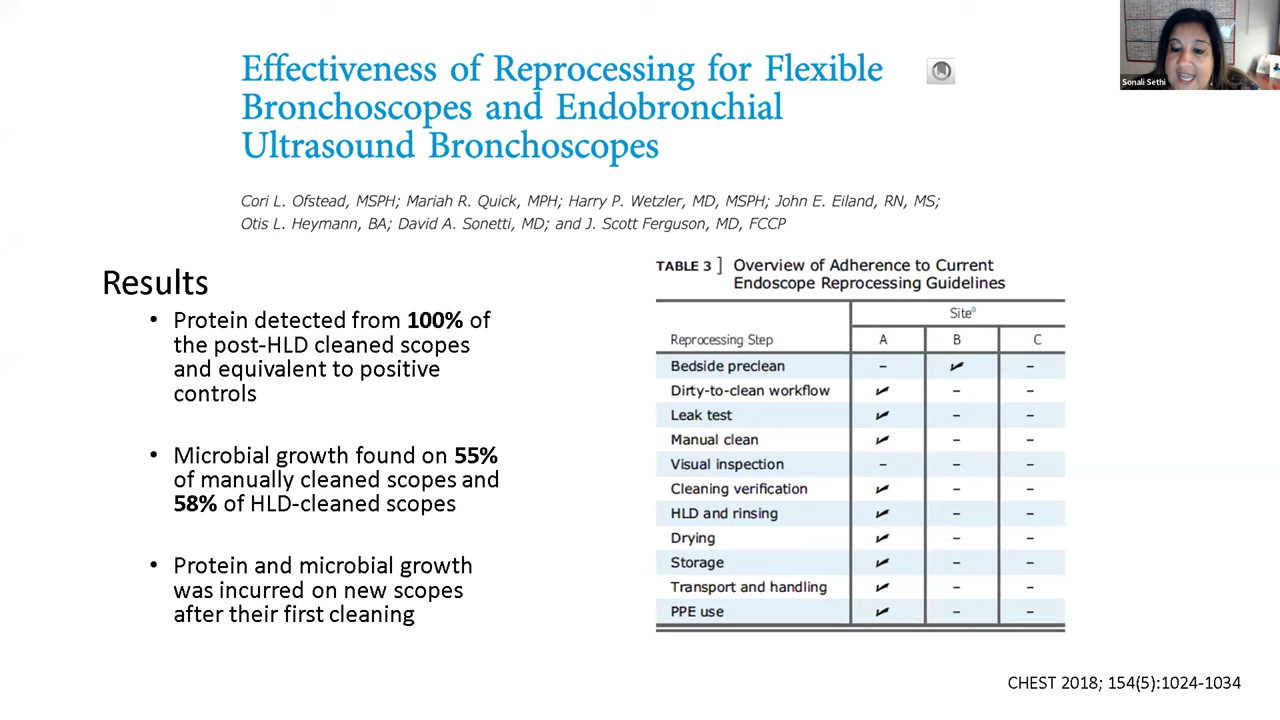 Effectiveness of Reprocessing for Flexible
Bronchoscopes and Endobronchial
Ultrasound Bronchoscopes
Sonali Sethi
Cori L. Ofstead, MSPH; Mariah R. Quick, MPH; Harry P. Wetzler, MD, MSPH; John E. Eiland, RN, MS;
Otis L. Heymann, BA; David A. Sonetti, MD; and J. Scott Ferguson, MD, FCCP
Results
• Protein detected from 100% of
the post-HLD cleaned scopes
and equivalent to positive
controls
• Microbial growth found on 55%
of manually cleaned scopes and
58% of HLD-cleaned scopes
• Protein and microbial growth
was incurred on new scopes
after their first cleaning
TABLE 3 ] Overview of Adherence to Current
Endoscope Reprocessing Guidelines
Siteᵃ
Reprocessing Step A B C
Bedside preclean – ✓ –
Dirty-to-clean workflow ✓ – –
Leak test ✓ – –
Manual clean ✓ – –
Visual inspection – – –
Cleaning verification ✓ – –
HLD and rinsing ✓ – –
Drying ✓ – –
Storage ✓ – –
Transport and handling ✓ – –
PPE use ✓ – –
CHEST 2018; 154(5):1024-1034